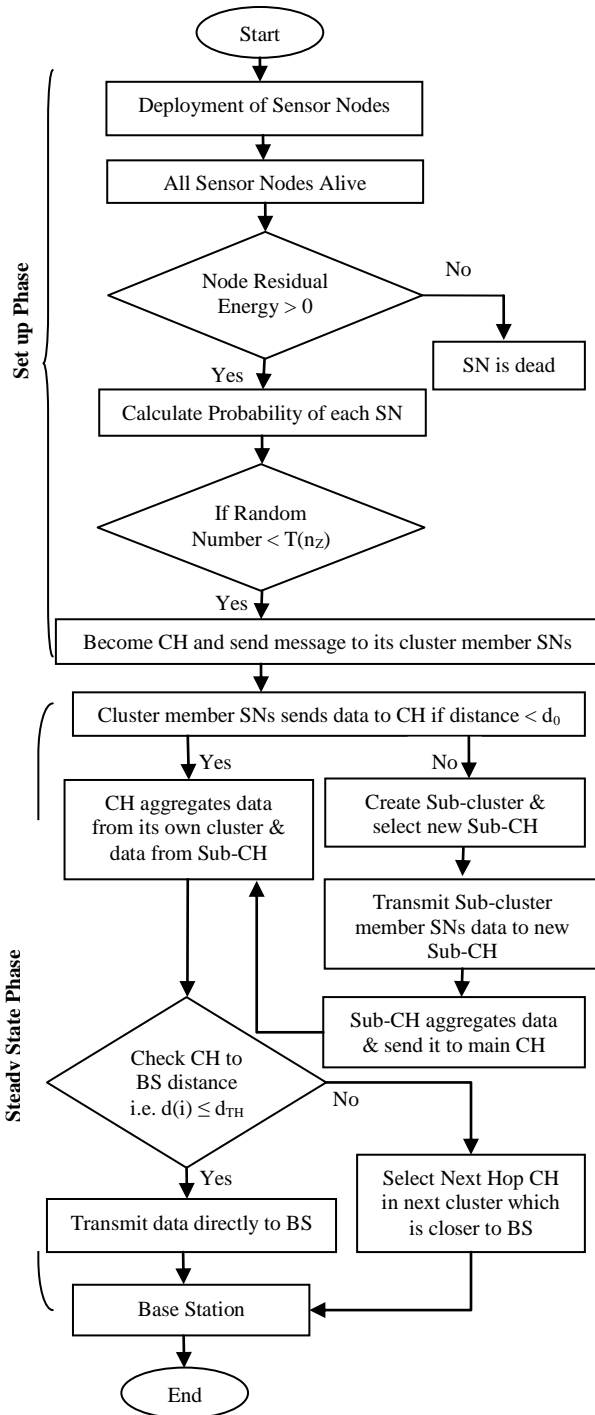 Start
Set up Phase
Deployment of Sensor Nodes
All Sensor Nodes Alive
Node Residual
Energy > 0
No
SN is dead
Yes
Calculate Probability of each SN
If Random
Number < T(nZ)
Yes
Become CH and send message to its cluster member SNs
Steady State Phase
Cluster member SNs sends data to CH if distance < d0
Yes
No
CH aggregates data
from its own cluster &
data from Sub-CH
Create Sub-cluster &
select new Sub-CH
Transmit Sub-cluster
member SNs data to new
Sub-CH
Sub-CH aggregates data
& send it to main CH
Check CH to
BS distance
i.e. d(i) ≤ dTH
No
Yes
Select Next Hop CH
in next cluster which
is closer to BS
Transmit data directly to BS
Base Station
End